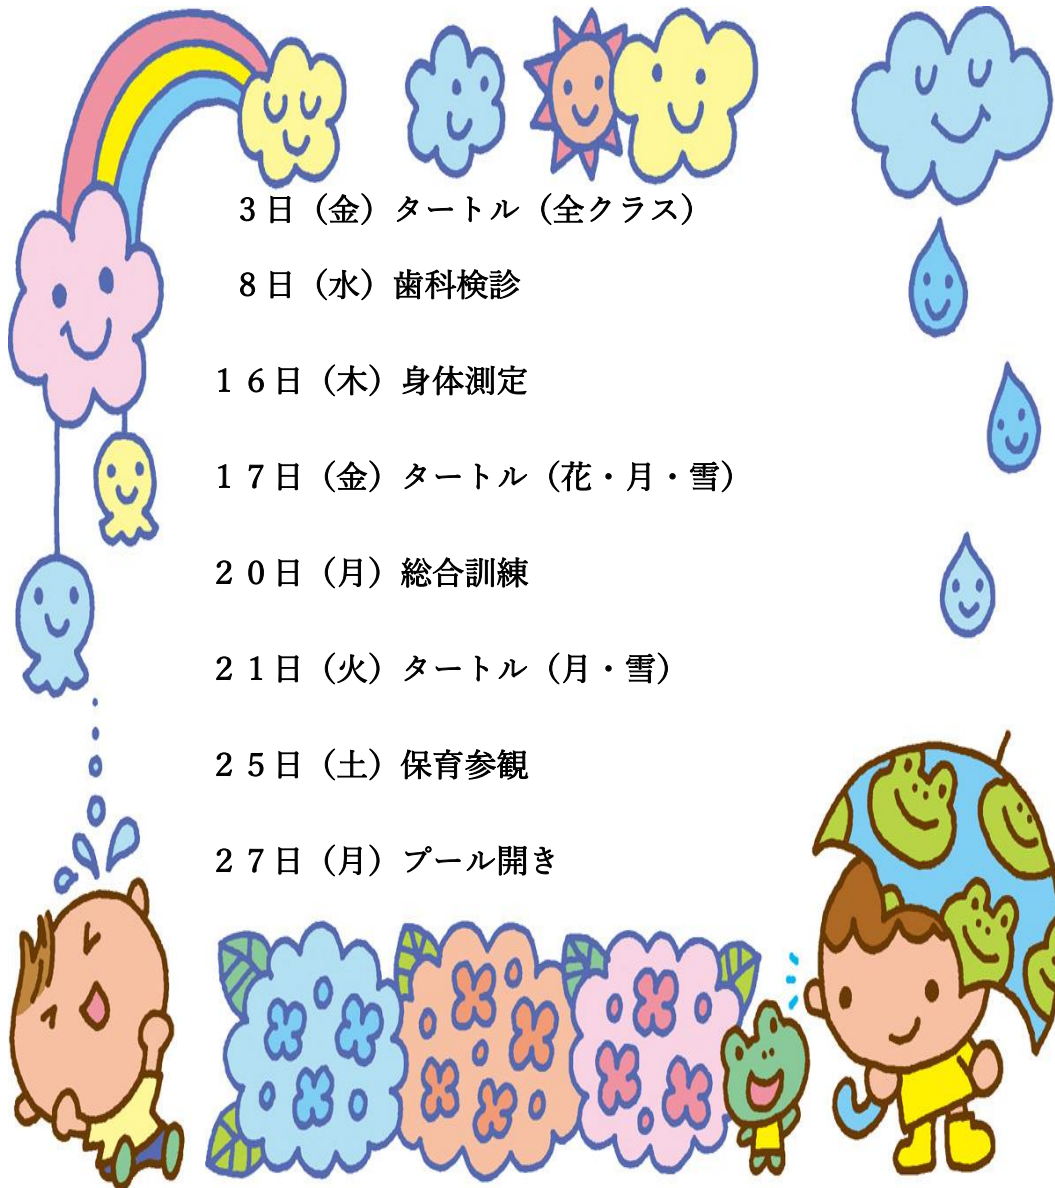 ３日（金）タートル（全クラス）
８日（水）歯科検診
１６日（木）身体測定
１７日（金）タートル（花・月・雪）
２０日（月）総合訓練
２１日（火）タートル（月・雪）
２５日（土）保育参観
２７日（月）プール開き